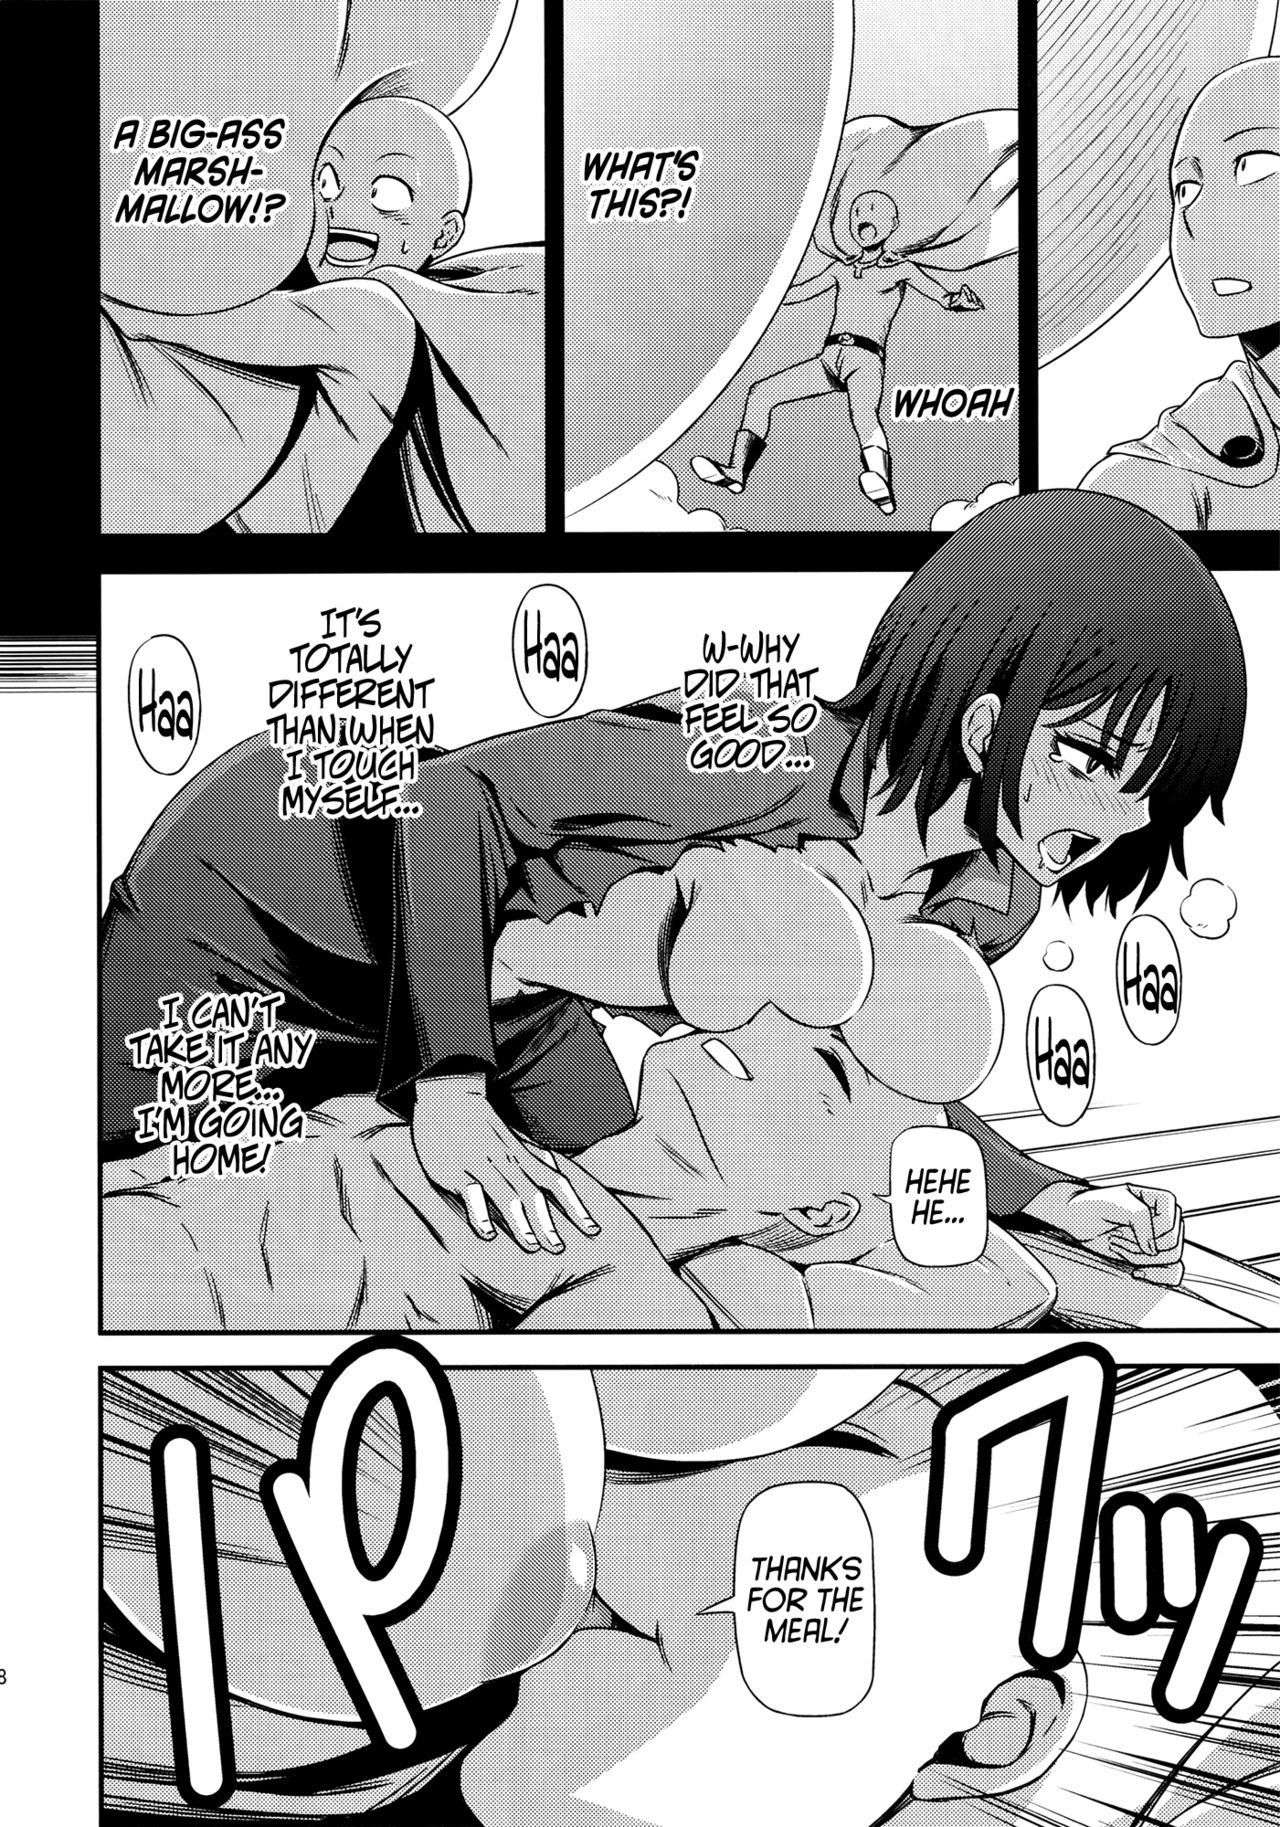 WHAT'S
THIS?!
WHOAH
A BIG-ASS
MARSH-
MALLOW!?
W-WHY
DID THAT
FEEL SO
GOOD...
Haa
IT'S
TOTALLY
DIFFERENT
THAN WHEN
I TOUCH
MYSELF...
Haa
Haa
Haa
I CAN'T
TAKE IT ANY
MORE...
I'M GOING
HOME!
HEHE
HE...
パクッ
THANKS
FOR THE
MEAL!
8